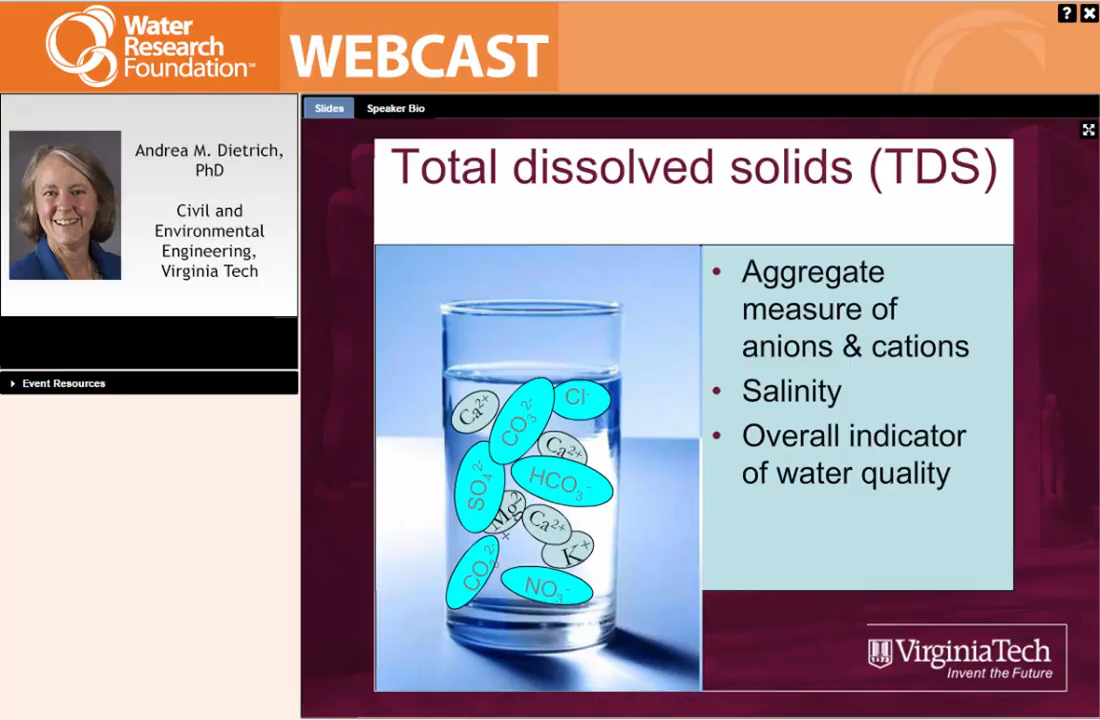 Water
Research
Foundation℠
WEBCAST
Andrea M. Dietrich,
PhD
Civil and
Environmental
Engineering,
Virginia Tech
Event Resources
Slides
Speaker Bio
Total dissolved solids (TDS)
Ca²⁺
CO₃²⁻
Cl⁻
Ca²⁺
SO₄²⁻
HCO₃⁻
Mg²⁺
Ca²⁺
K⁺
CO₃²⁻
NO₃⁻
• Aggregate
measure of
anions & cations
• Salinity
• Overall indicator
of water quality
VirginiaTech
Invent the Future